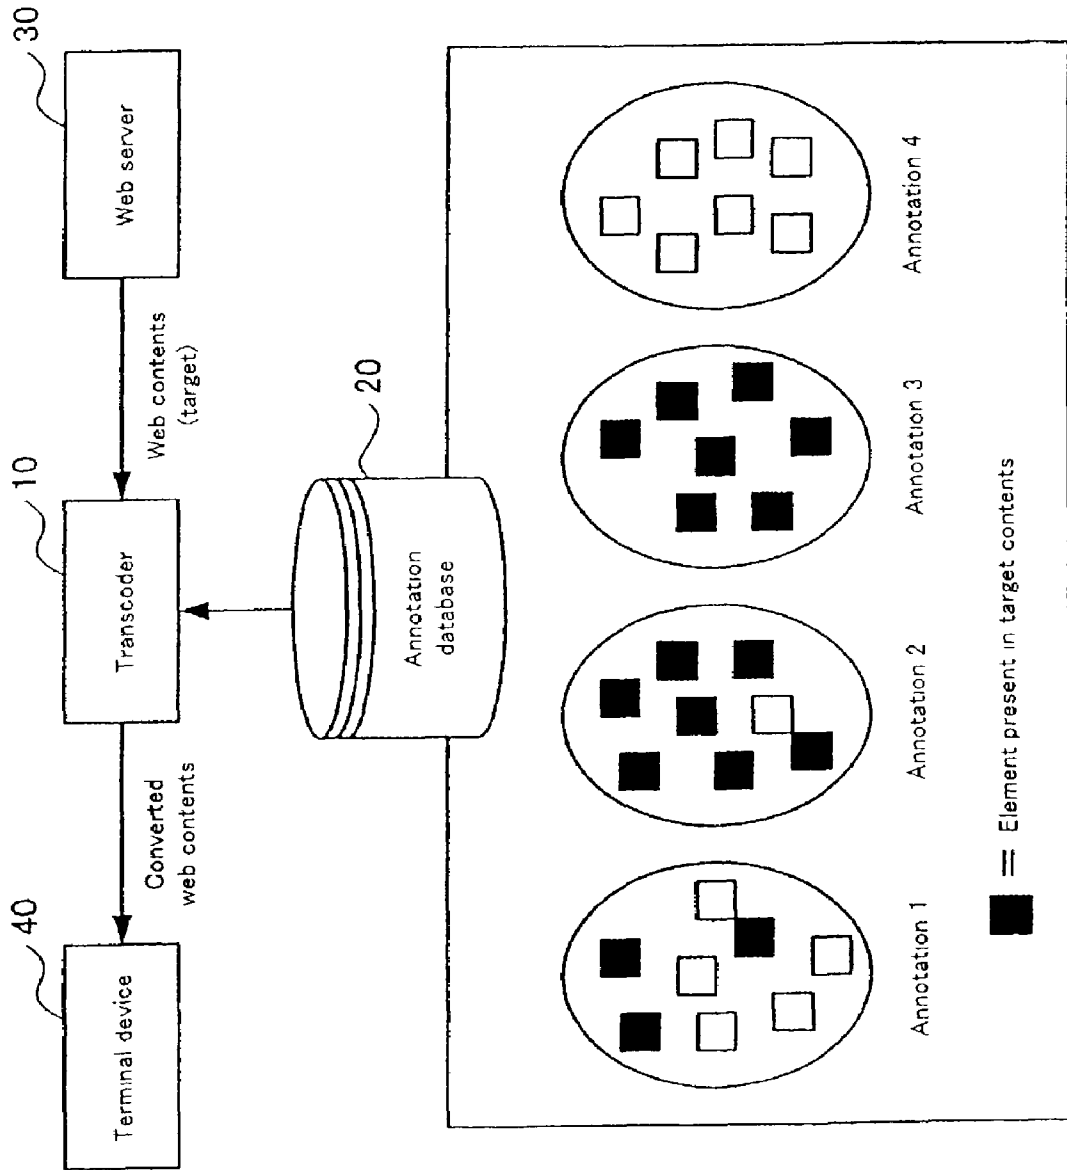 40
10
30
Terminal device
Converted
web contents
Transcoder
Web contents
(target)
Web server
20
Annotation
database
Annotation 1
Annotation 2
Annotation 3
Annotation 4
= Element present in target contents